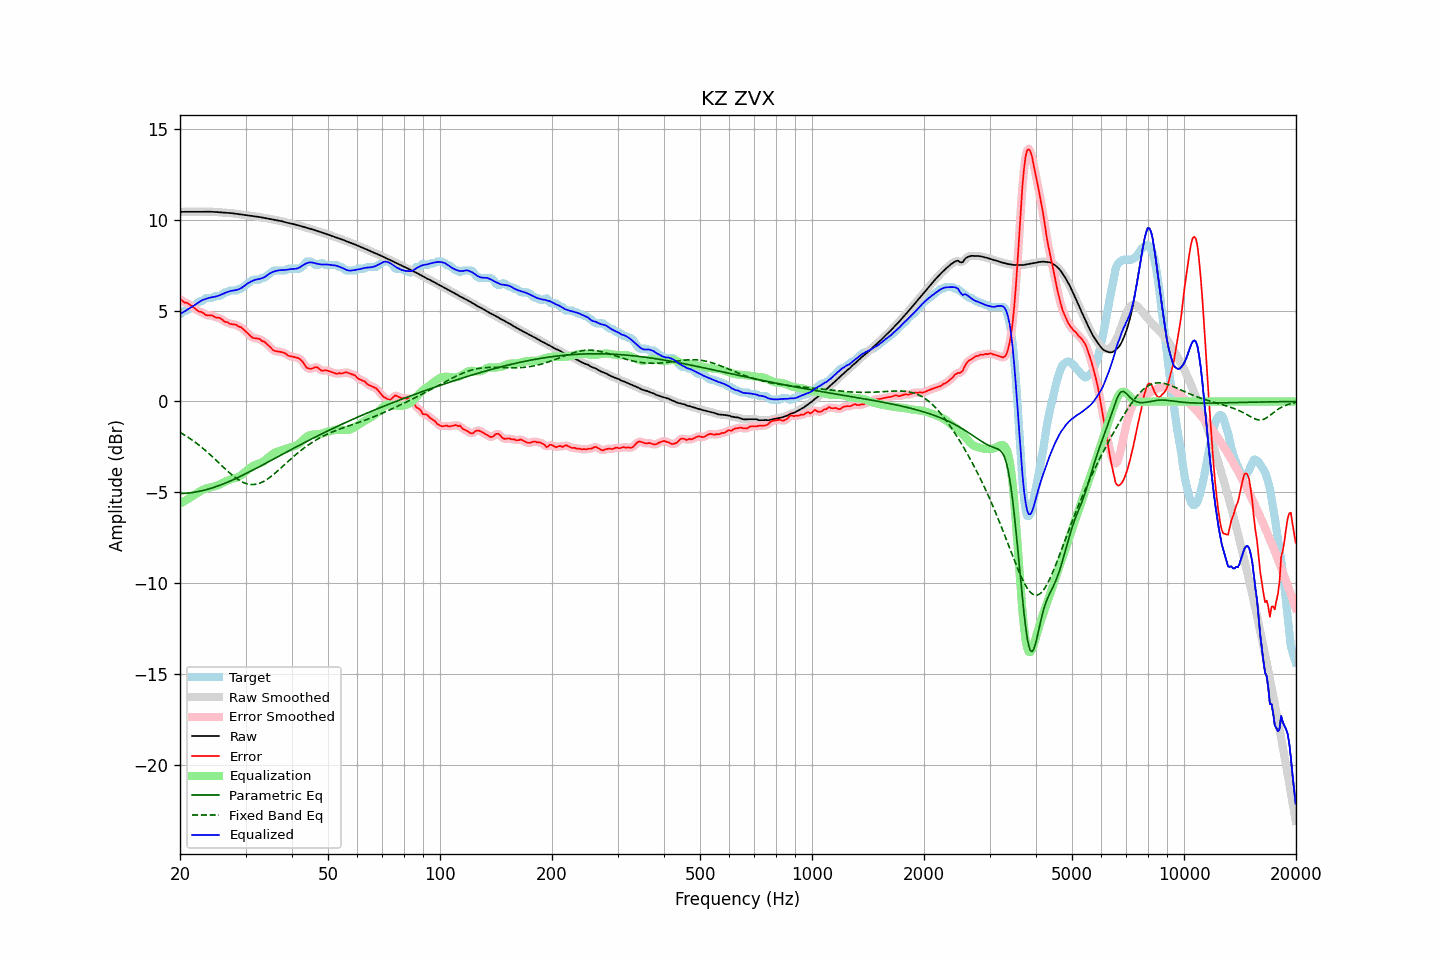 KZ ZVX
15
10
5
0
−5
−10
−15
−20
Amplitude (dBr)
Target
Raw Smoothed
Error Smoothed
Raw
Error
Equalization
Parametric Eq
Fixed Band Eq
Equalized
20 50 100 200 500 1000 2000 5000 10000 20000
Frequency (Hz)